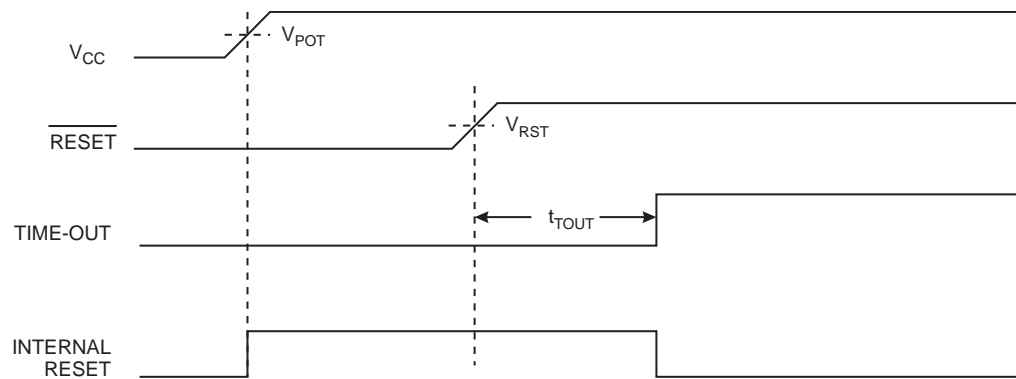 V_CC
V_POT
RESET
V_RST
TIME-OUT
t_TOUT
INTERNAL
RESET